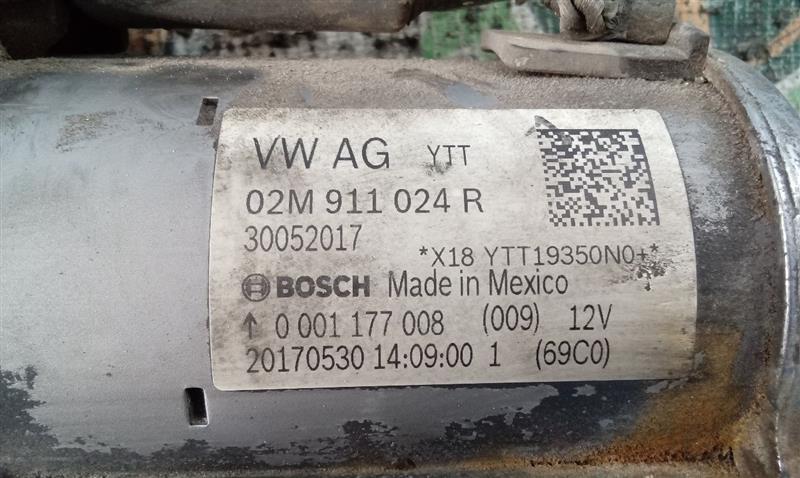 VW AG YTT
02M 911 024 R
30052017
*X18 YTT19350N0+*
BOSCH Made in Mexico
↑ 0 001 177 008 (009) 12V
20170530 14:09:00 1 (69C0)